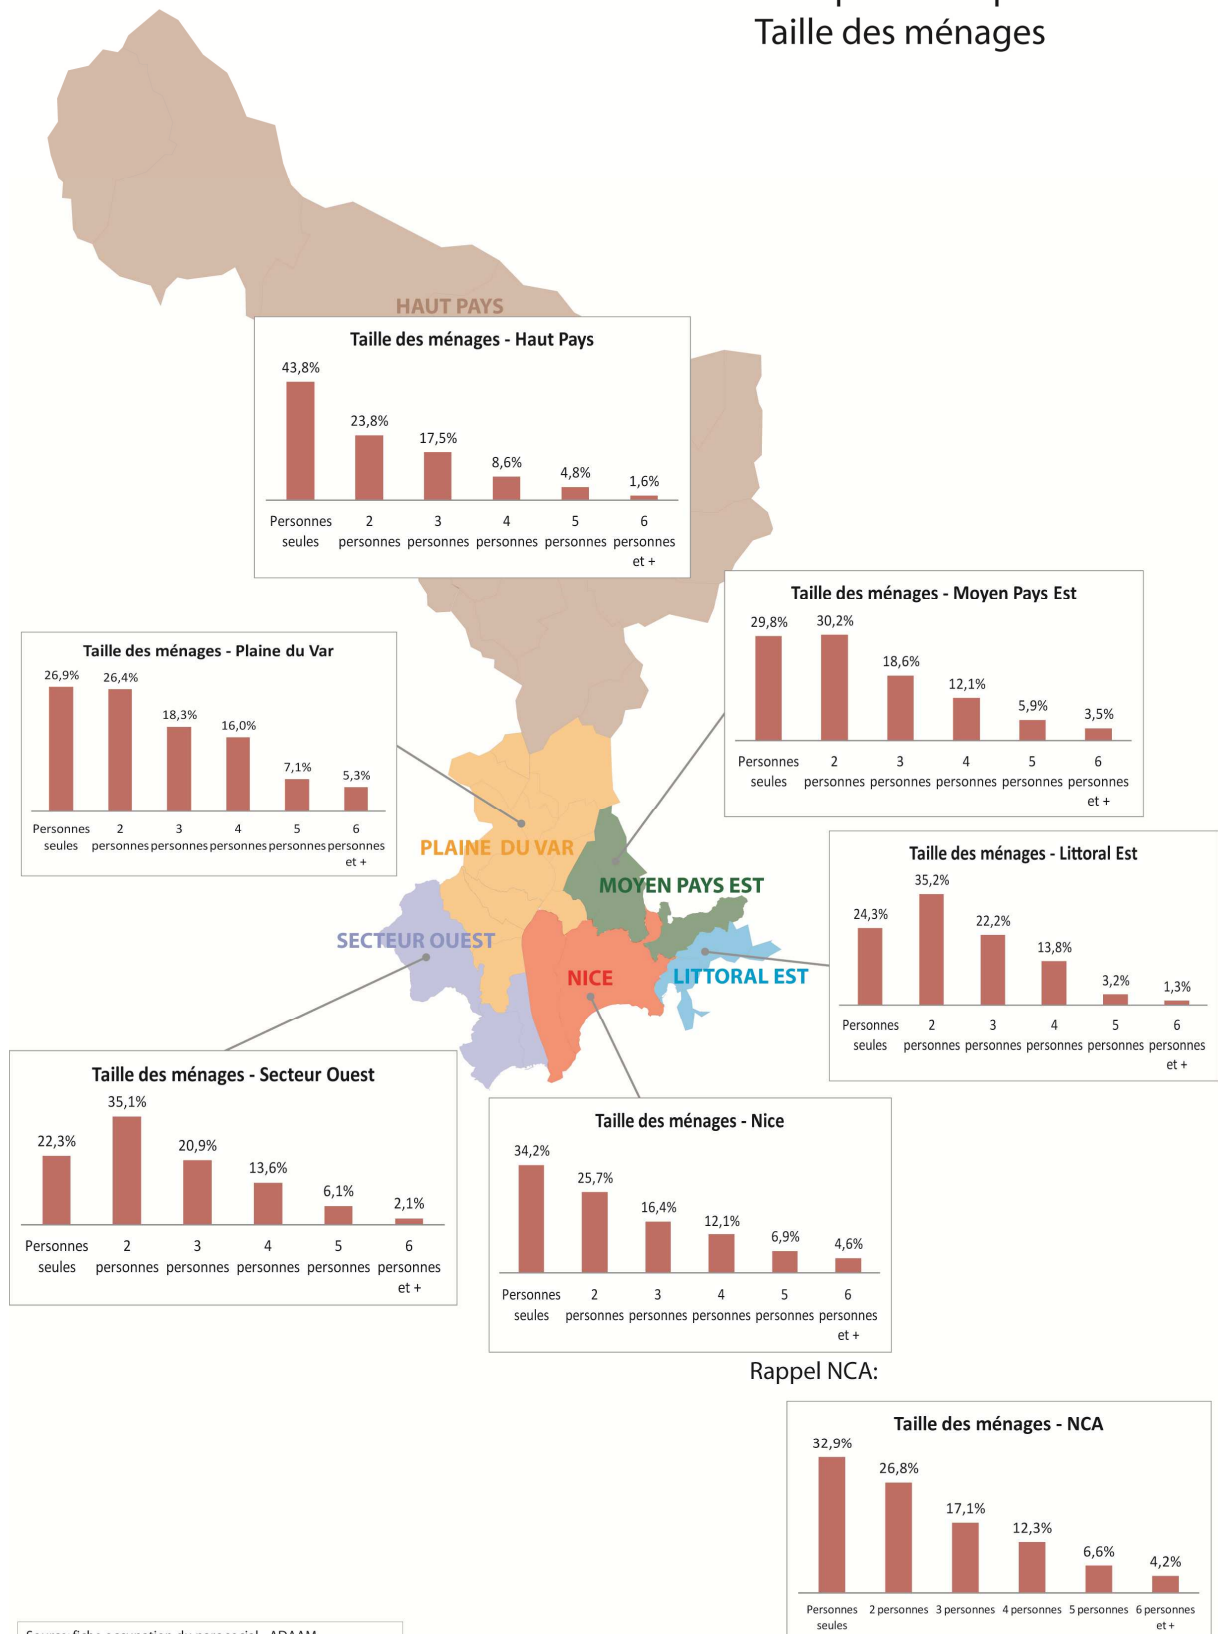 Taille des ménages
HAUT PAYS
Taille des ménages - Haut Pays
43,8%
23,8%
17,5%
8,6%
4,8%
1,6%
Personnes 2 3 4 5 6
seules personnes personnes personnes personnes personnes
et +
Taille des ménages - Moyen Pays Est
29,8%
30,2%
18,6%
12,1%
5,9%
3,5%
Personnes 2 3 4 5 6
seules personnes personnes personnes personnes personnes
et +
Taille des ménages - Plaine du Var
26,9%
26,4%
18,3%
16,0%
7,1%
5,3%
Personnes 2 3 4 5 6
seules personnes personnes personnes personnes personnes
et +
PLAINE DU VAR
MOYEN PAYS EST
SECTEUR OUEST
NICE
LITTORAL EST
Taille des ménages - Littoral Est
24,3%
35,2%
22,2%
13,8%
3,2%
1,3%
Personnes 2 3 4 5 6
seules personnes personnes personnes personnes personnes
et +
Taille des ménages - Secteur Ouest
22,3%
35,1%
20,9%
13,6%
6,1%
2,1%
Personnes 2 3 4 5 6
seules personnes personnes personnes personnes personnes
et +
Taille des ménages - Nice
34,2%
25,7%
16,4%
12,1%
6,9%
4,6%
Personnes 2 3 4 5 6
seules personnes personnes personnes personnes personnes
et +
Rappel NCA:
Taille des ménages - NCA
32,9%
26,8%
17,1%
12,3%
6,6%
4,2%
Personnes 2 personnes 3 personnes 4 personnes 5 personnes 6 personnes
seules et +